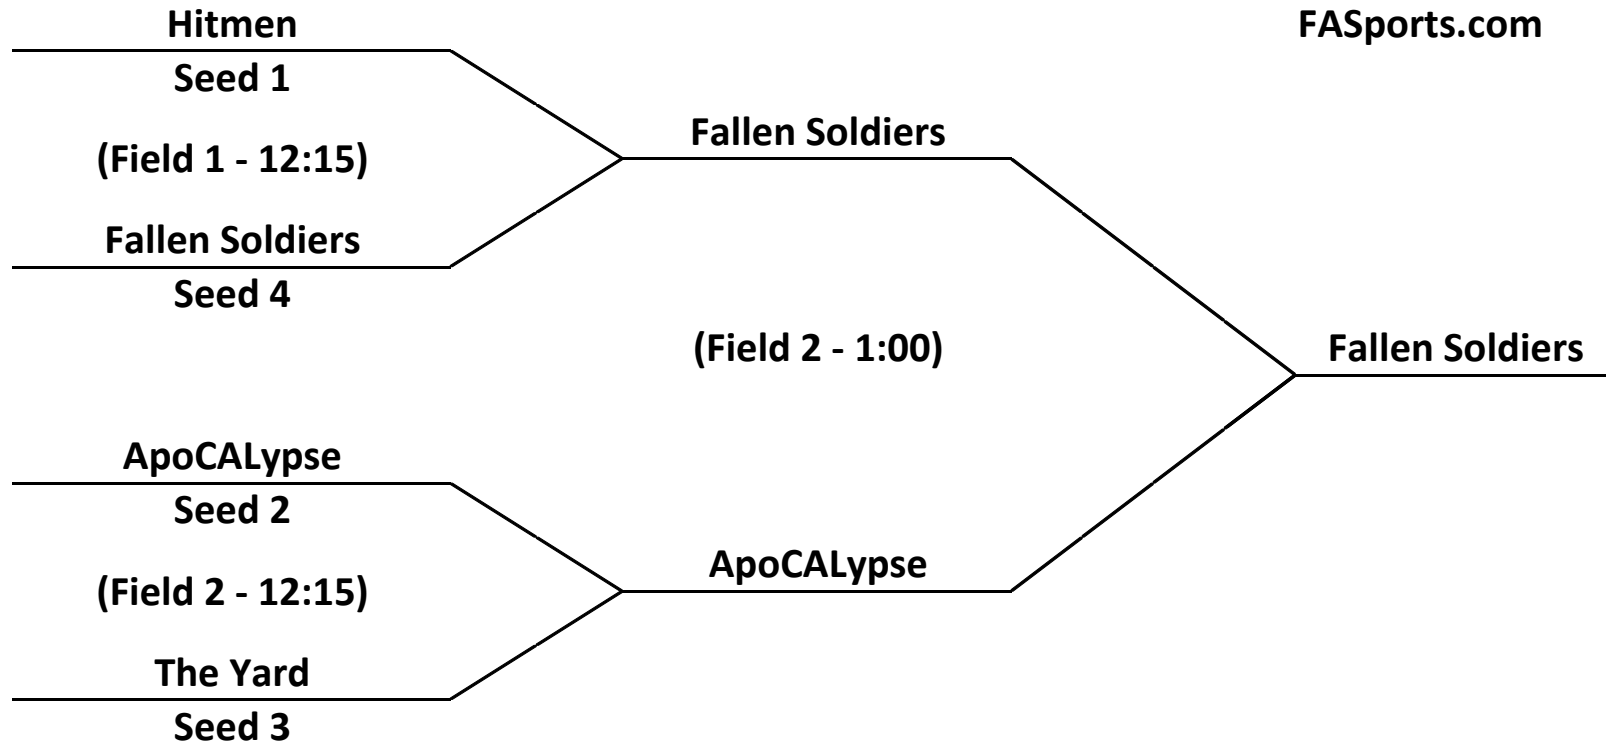 Hitmen
FASports.com
Seed 1
Fallen Soldiers
(Field 1 - 12:15)
Fallen Soldiers
Seed 4
(Field 2 - 1:00)
Fallen Soldiers
ApoCALypse
Seed 2
ApoCALypse
(Field 2 - 12:15)
The Yard
Seed 3